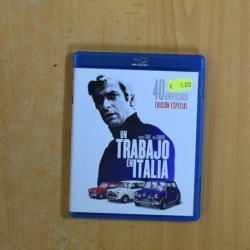 40 ANIVERSARIO
EDICIÓN ESPECIAL
€ 7.00
UN
TRABAJO
EN ITALIA